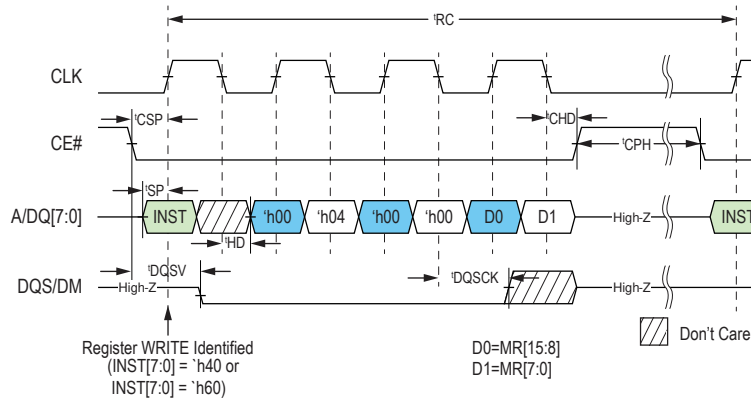 tRC
CLK
tCSP
tCHD
CE#
tCPH
tSP
A/DQ[7:0]
INST
'h00
'h04
'h00
'h00
D0
D1
High-Z
High-Z
INST
tHD
tDQSV
tDQSCK
DQS/DM
High-Z
High-Z
Don't Care
Register WRITE Identified
(INST[7:0] = `h40 or
INST[7:0] = `h60)
D0=MR[15:8]
D1=MR[7:0]